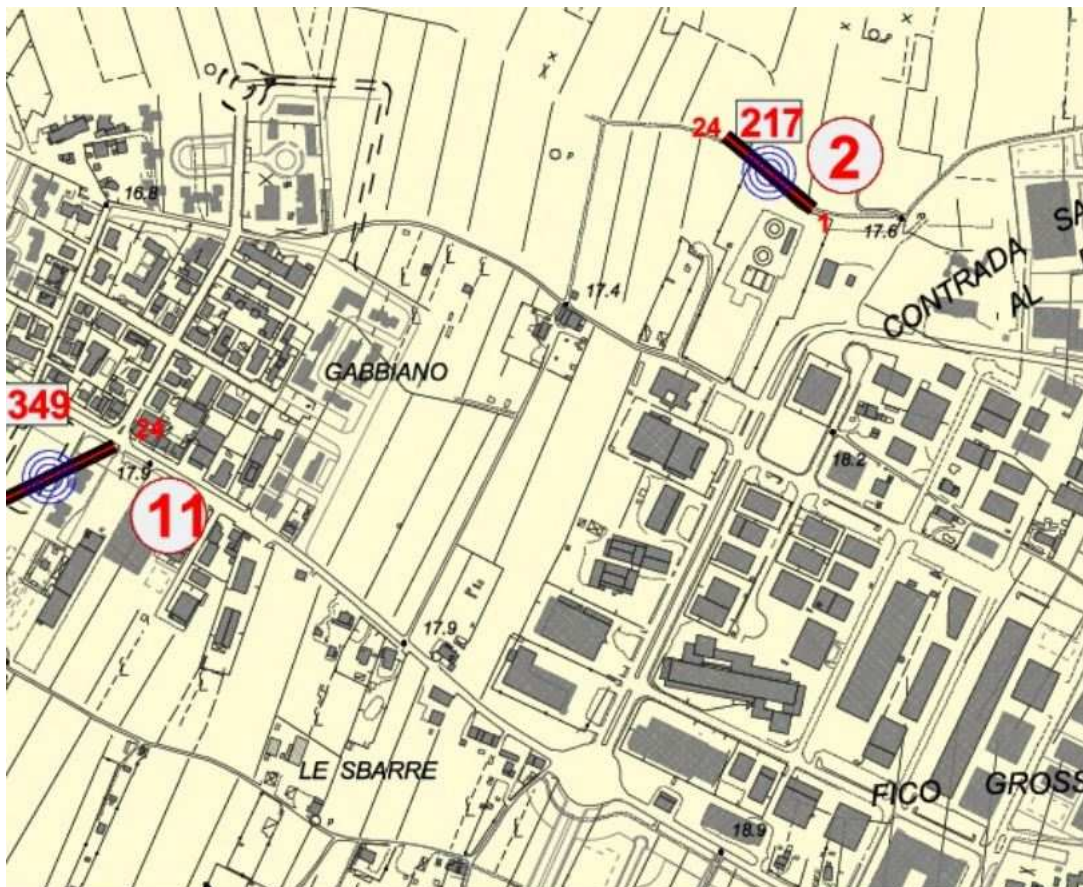 24
217
2
1
16.8
17.6
CONTRADA
AL
SA
17.4
GABBIANO
349
24
17.9
11
18.2
17.9
LE SBARRE
FICO
GROSS
18.9